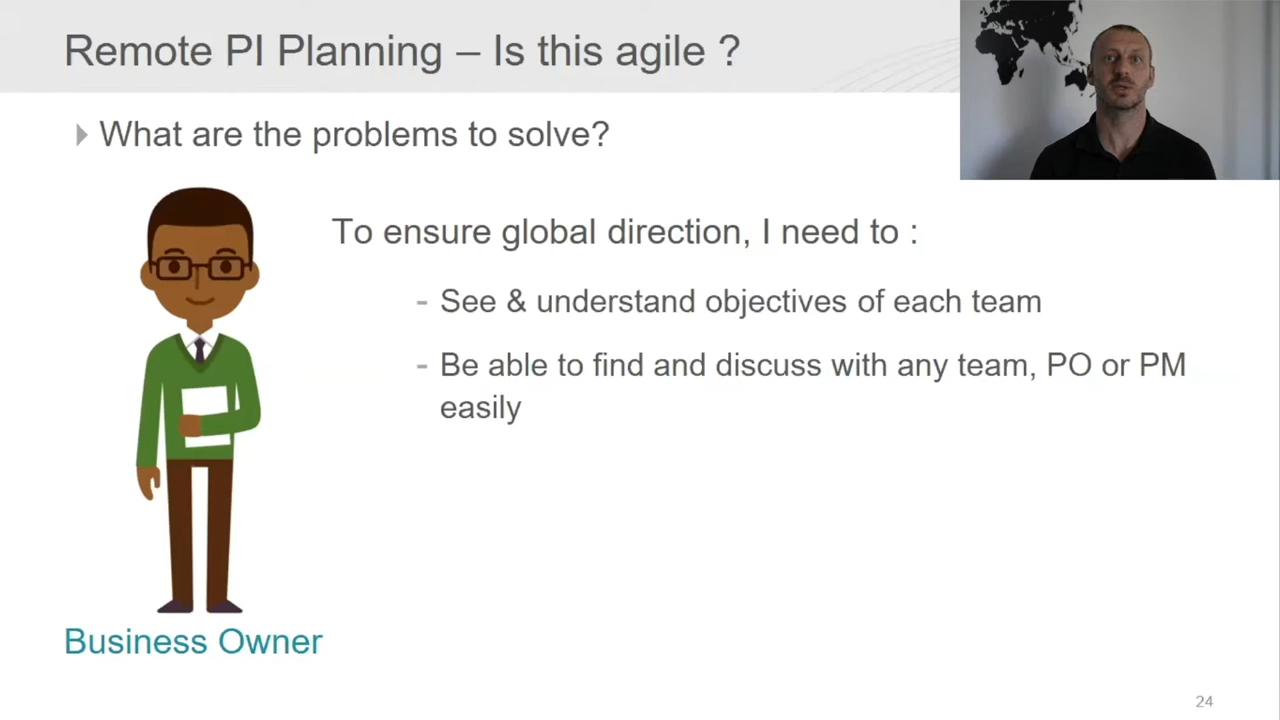 Remote PI Planning – Is this agile ?
What are the problems to solve?
To ensure global direction, I need to :
- See & understand objectives of each team
- Be able to find and discuss with any team, PO or PM
easily
Business Owner
24